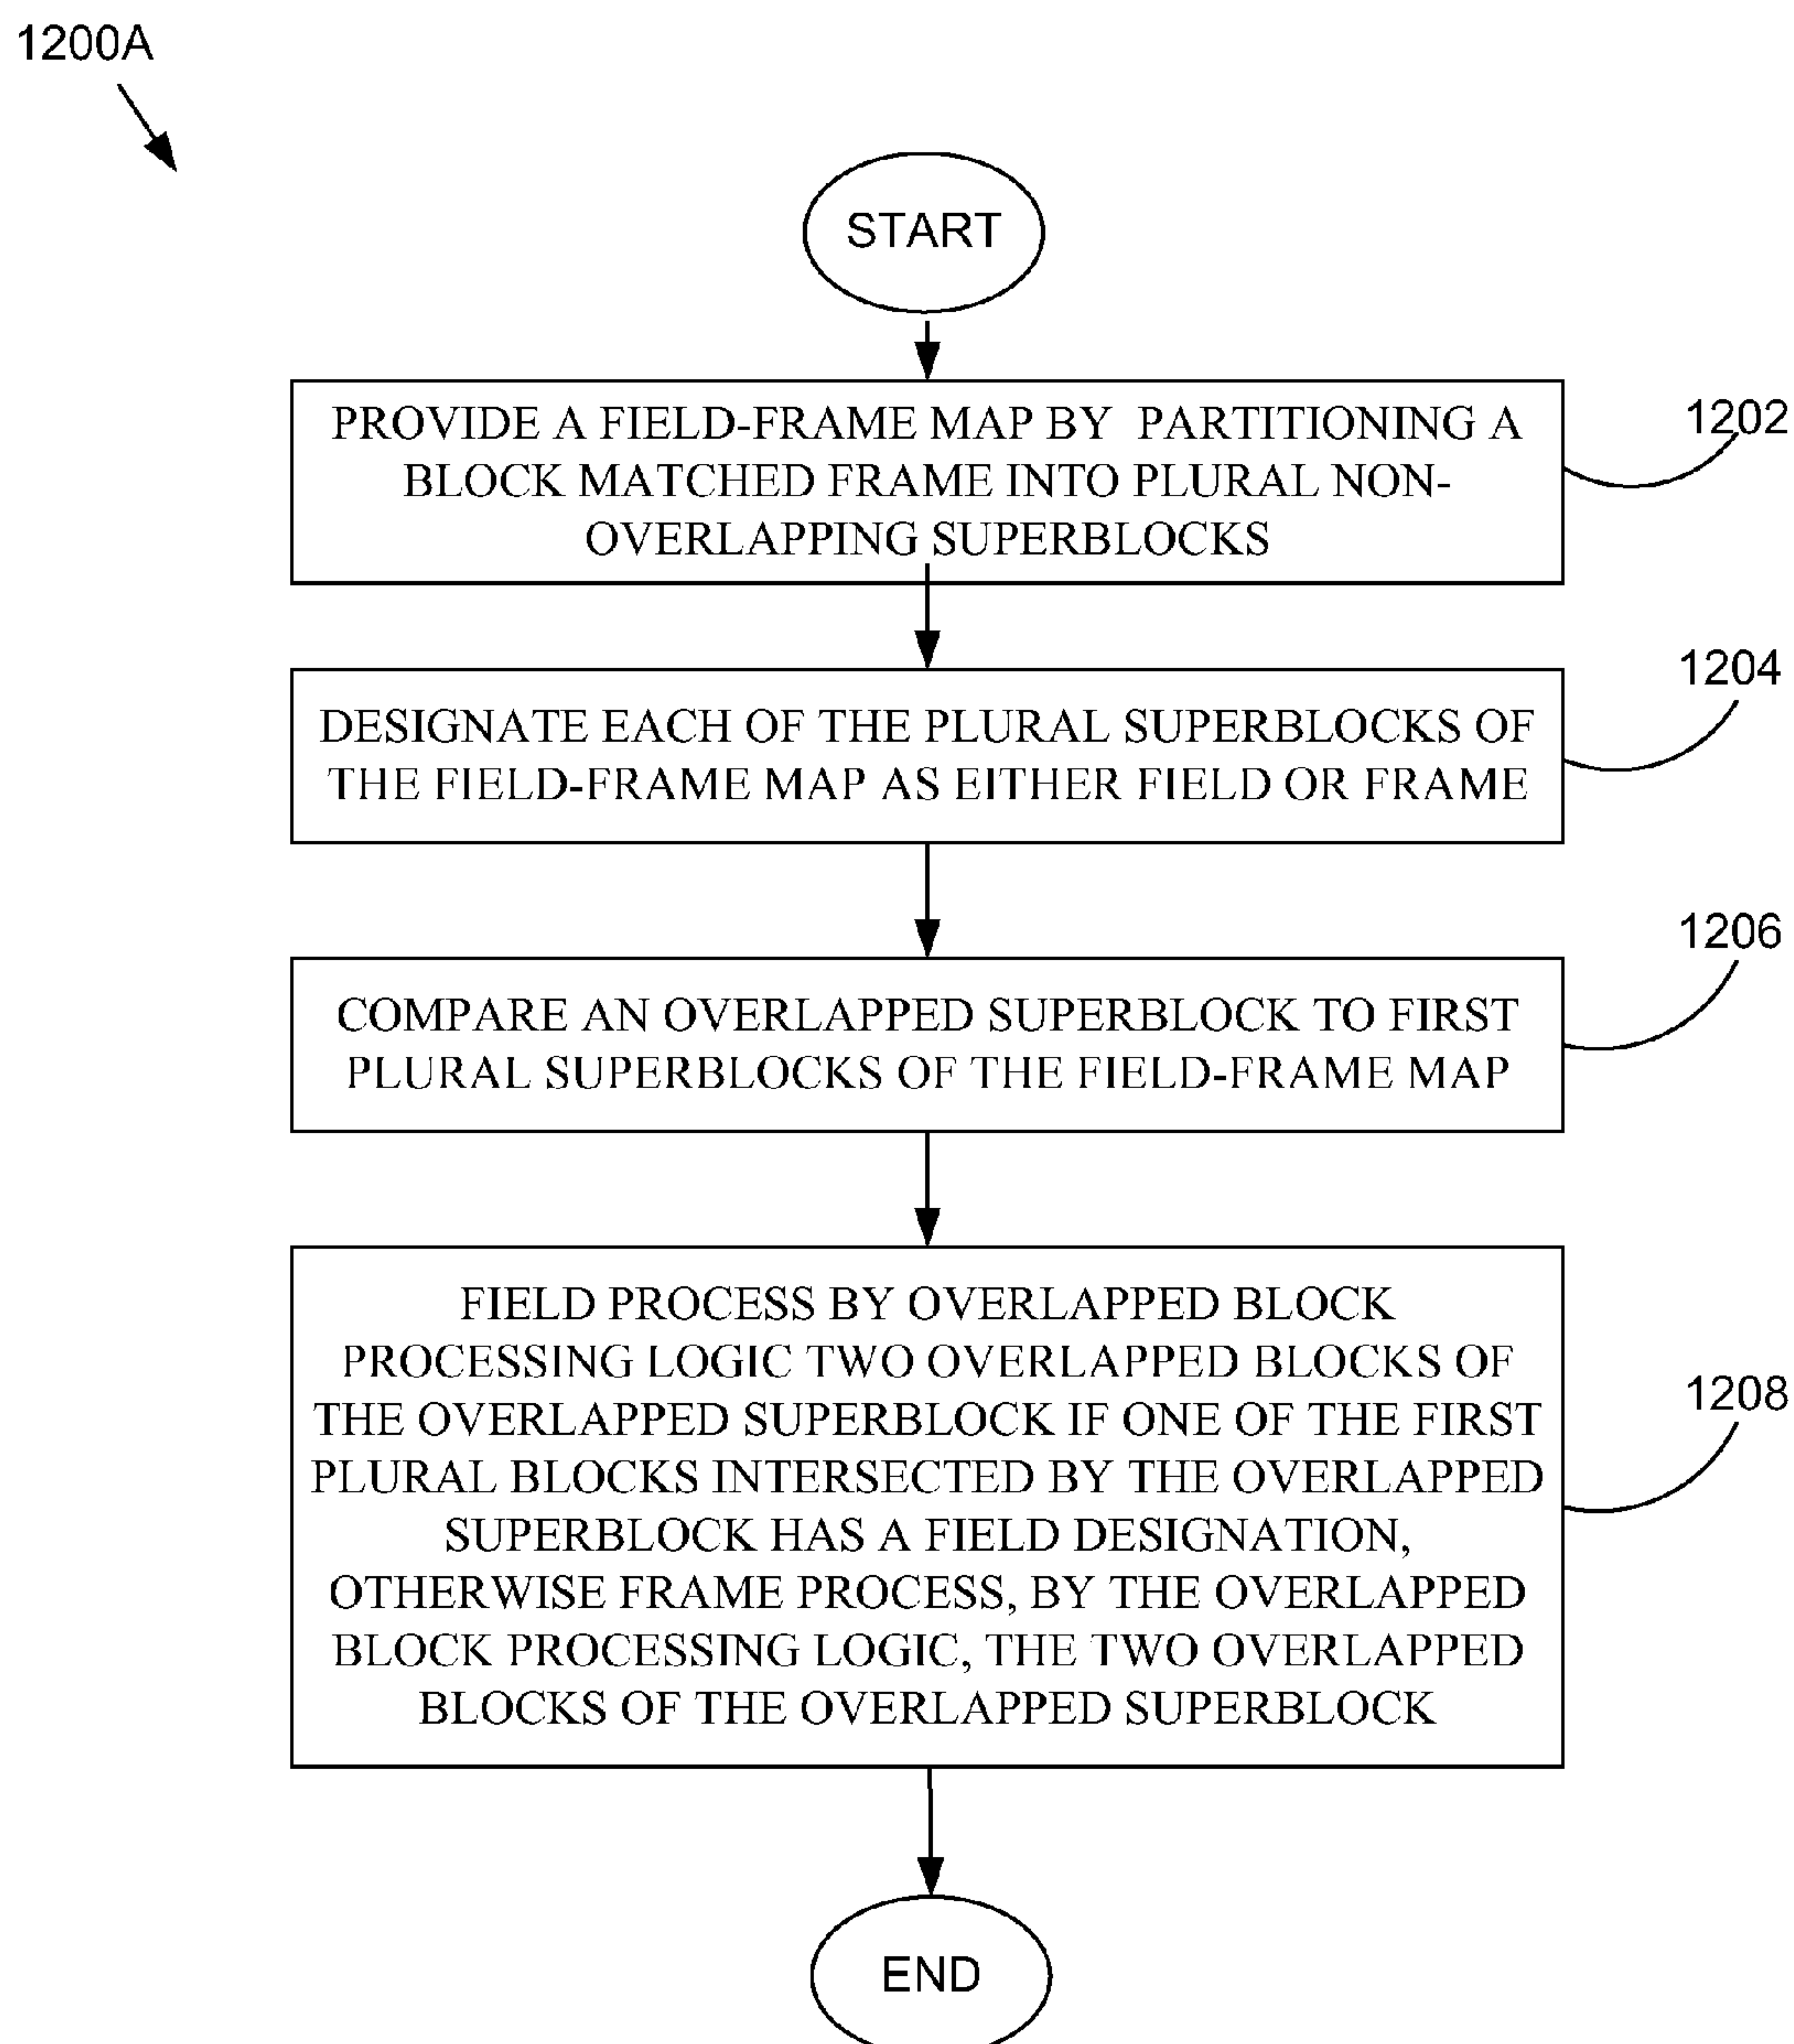 1200A
START
PROVIDE A FIELD-FRAME MAP BY PARTITIONING A
BLOCK MATCHED FRAME INTO PLURAL NON-
OVERLAPPING SUPERBLOCKS
1202
DESIGNATE EACH OF THE PLURAL SUPERBLOCKS OF
THE FIELD-FRAME MAP AS EITHER FIELD OR FRAME
1204
COMPARE AN OVERLAPPED SUPERBLOCK TO FIRST
PLURAL SUPERBLOCKS OF THE FIELD-FRAME MAP
1206
FIELD PROCESS BY OVERLAPPED BLOCK
PROCESSING LOGIC TWO OVERLAPPED BLOCKS OF
THE OVERLAPPED SUPERBLOCK IF ONE OF THE FIRST
PLURAL BLOCKS INTERSECTED BY THE OVERLAPPED
SUPERBLOCK HAS A FIELD DESIGNATION,
OTHERWISE FRAME PROCESS, BY THE OVERLAPPED
BLOCK PROCESSING LOGIC, THE TWO OVERLAPPED
BLOCKS OF THE OVERLAPPED SUPERBLOCK
1208
END